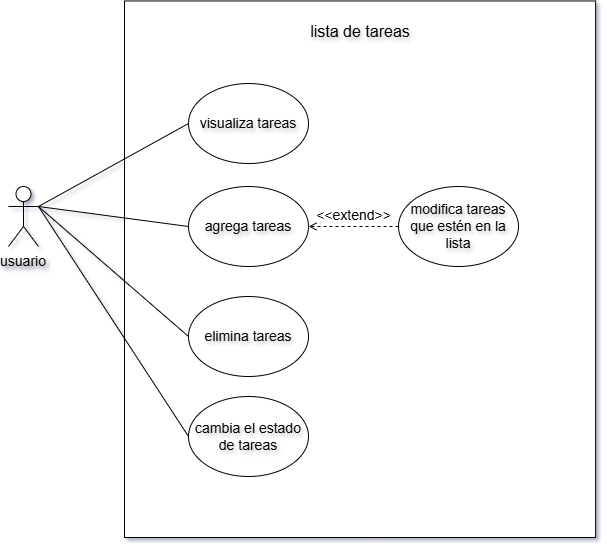 lista de tareas
visualiza tareas
agrega tareas
<<extend>>
modifica tareas
que estén en la
lista
usuario
elimina tareas
cambia el estado
de tareas